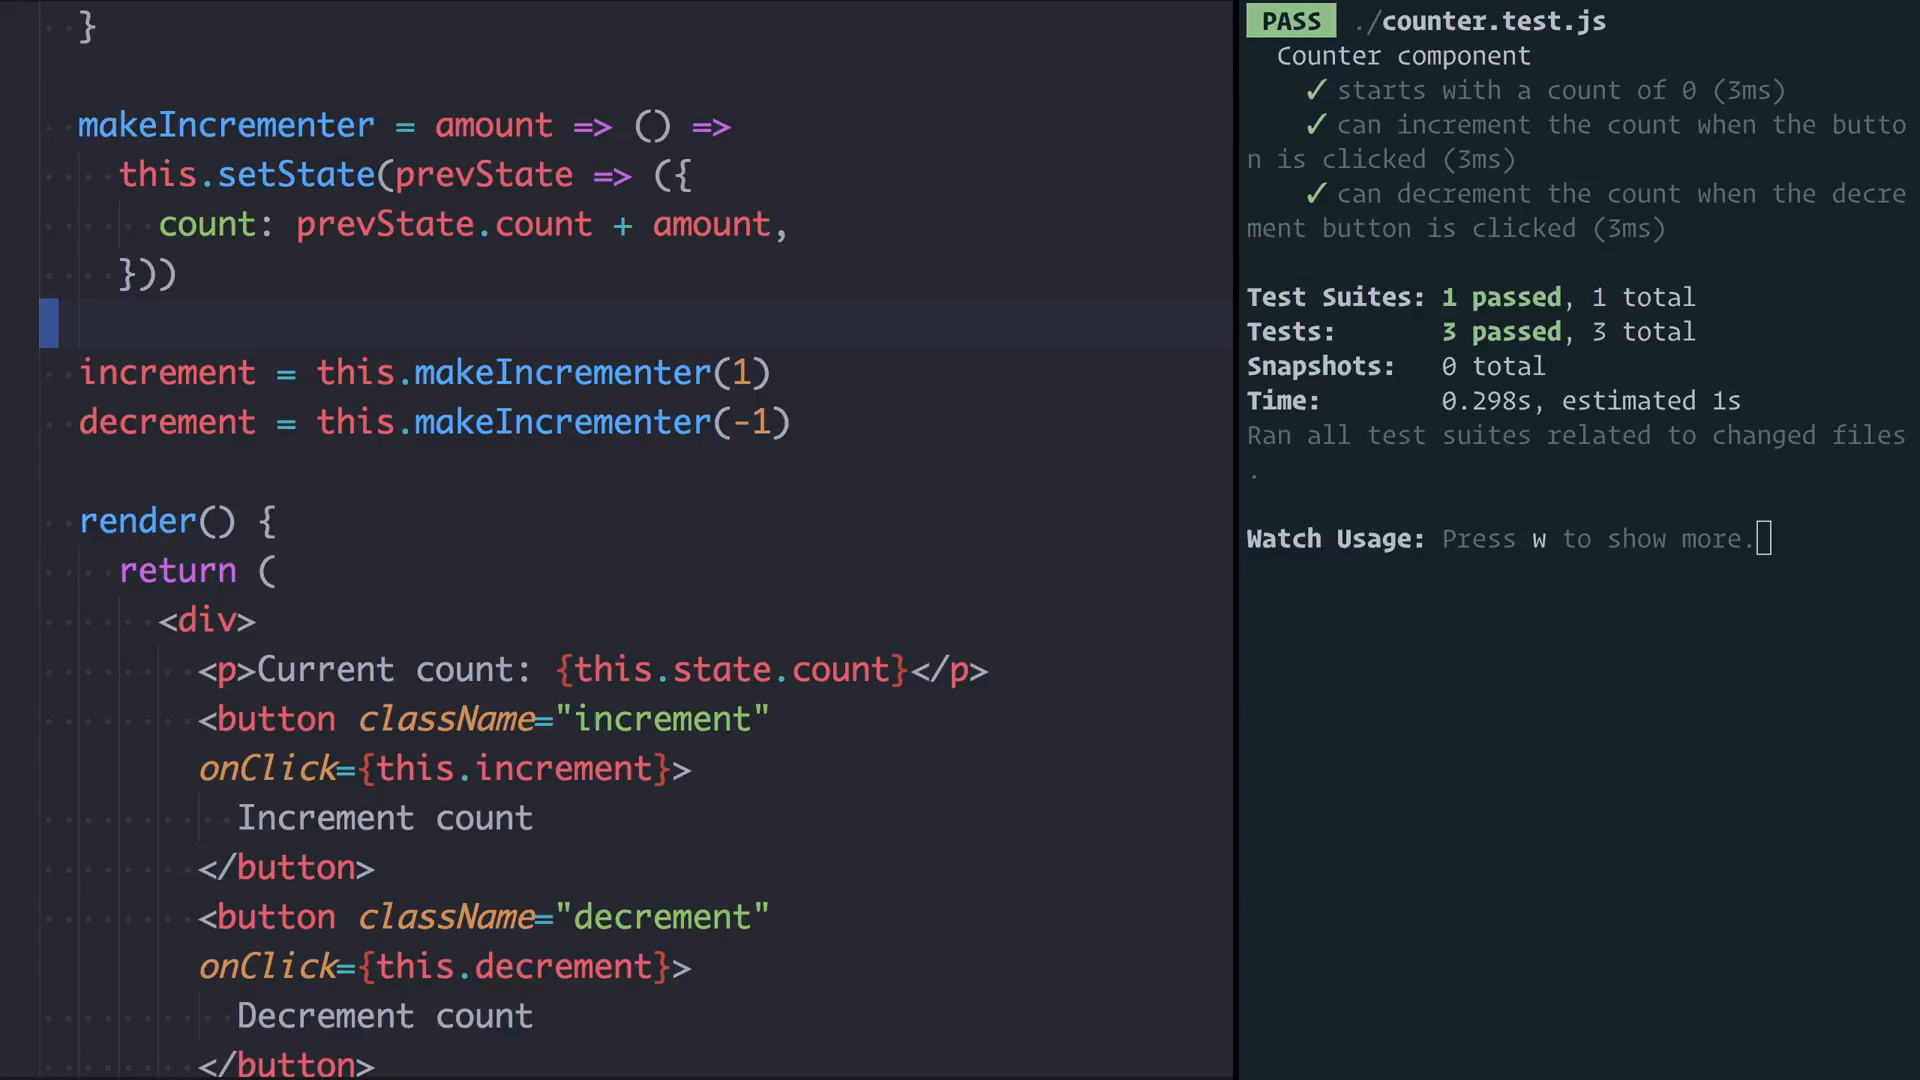 }
makeIncrementer = amount => () =>
this.setState(prevState => ({
count: prevState.count + amount,
}))
increment = this.makeIncrementer(1)
decrement = this.makeIncrementer(-1)
render() {
return (
<div>
<p>Current count: {this.state.count}</p>
<button className="increment"
onClick={this.increment}>
Increment count
</button>
<button className="decrement"
onClick={this.decrement}>
Decrement count
</button>
PASS ./counter.test.js
Counter component
✓ starts with a count of 0 (3ms)
✓ can increment the count when the butto
n is clicked (3ms)
✓ can decrement the count when the decre
ment button is clicked (3ms)
Test Suites: 1 passed, 1 total
Tests: 3 passed, 3 total
Snapshots: 0 total
Time: 0.298s, estimated 1s
Ran all test suites related to changed files
.
Watch Usage: Press w to show more.